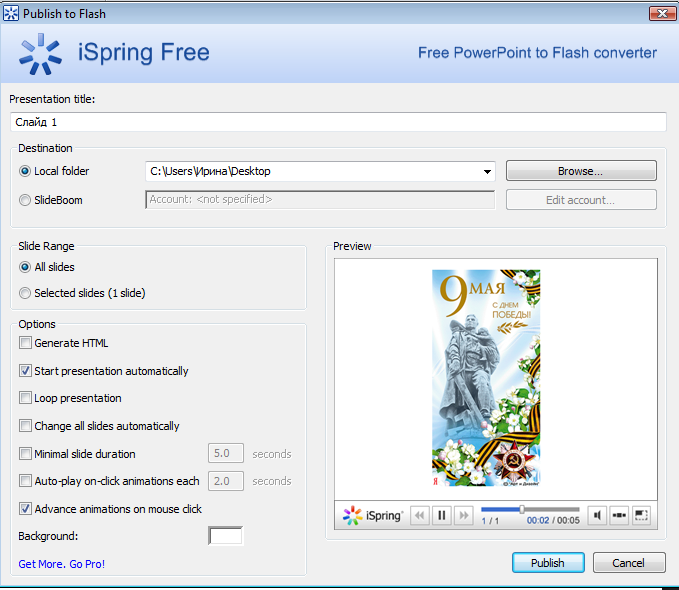 Publish to Flash
iSpring Free
Free PowerPoint to Flash converter
Presentation title:
Слайд 1
Destination
Local folder
C:\Users\Ирина\Desktop
Browse...
SlideBoom
Account: <not specified>
Edit account...
Slide Range
All slides
Selected slides (1 slide)
Options
Generate HTML
Start presentation automatically
Loop presentation
Change all slides automatically
Minimal slide duration
5.0
seconds
Auto-play on-click animations each
2.0
seconds
Advance animations on mouse click
Background:
Get More. Go Pro!
Preview
9 МАЯ
С ДНЕМ
ПОБЕДЫ!
Я
iSpring
1 / 1
00:02 / 00:05
Publish
Cancel